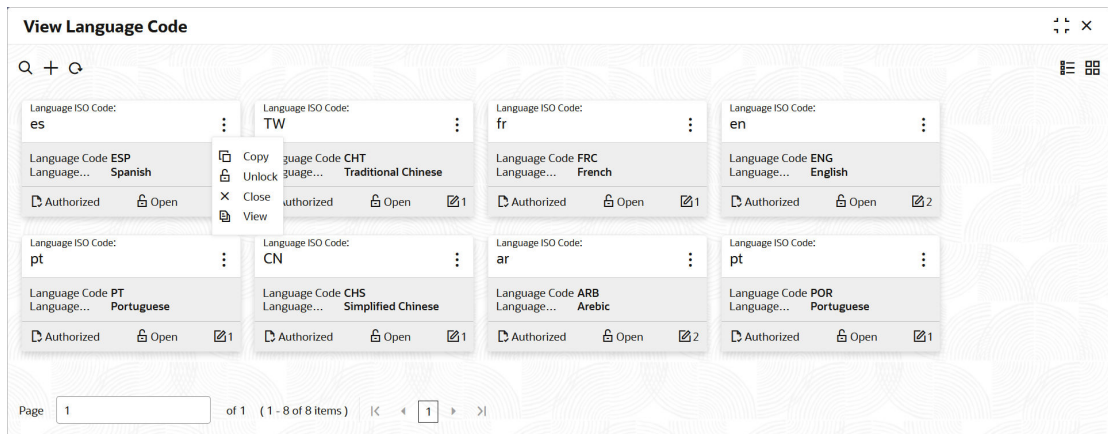 View Language Code
Language ISO Code:
es
Language Code ESP
Language... Spanish
Authorized Open
Copy
Unlock
Close
View
Language ISO Code:
TW
guage Code CHT
guage... Traditional Chinese
uthorized Open 1
Language ISO Code:
fr
Language Code FRC
Language... French
Authorized Open 1
Language ISO Code:
en
Language Code ENG
Language... English
Authorized Open 2
Language ISO Code:
pt
Language Code PT
Language... Portuguese
Authorized Open 1
Language ISO Code:
CN
Language Code CHS
Language... Simplified Chinese
Authorized Open 1
Language ISO Code:
ar
Language Code ARB
Language... Arebic
Authorized Open 2
Language ISO Code:
pt
Language Code POR
Language... Portuguese
Authorized Open 1
Page 1 of 1 ( 1 - 8 of 8 items ) 1